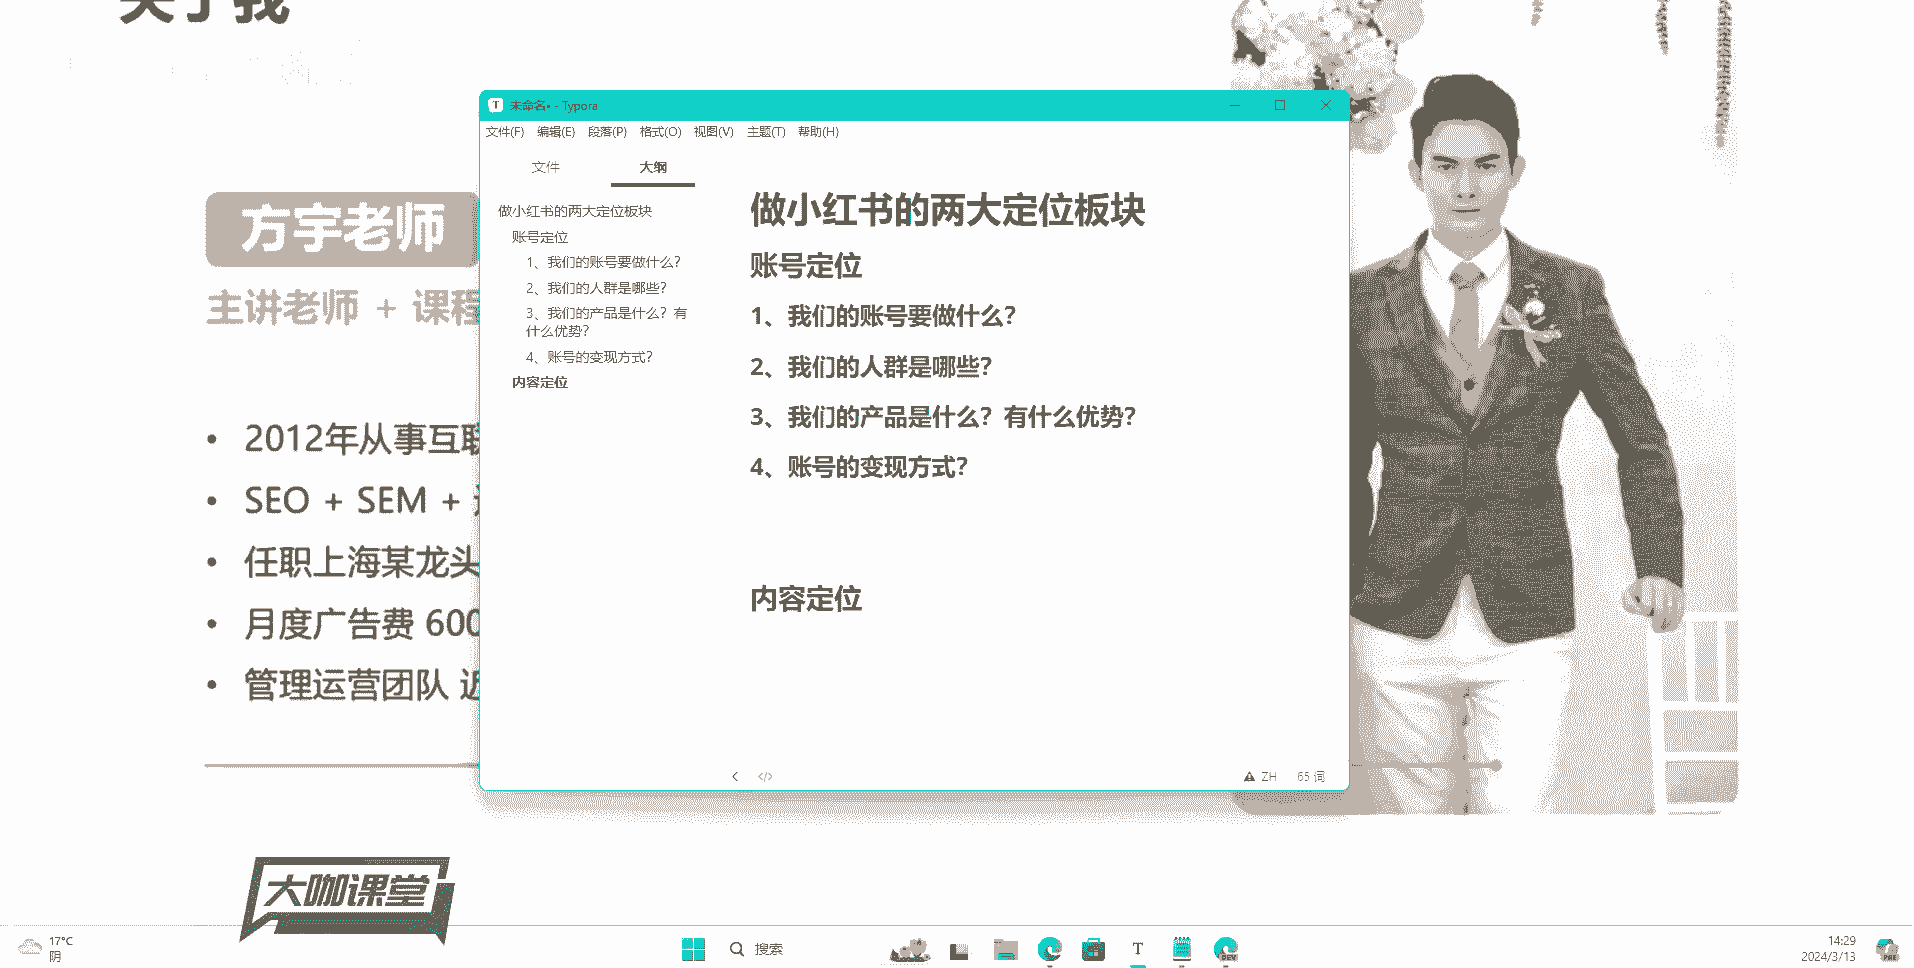 关于我
方宇老师
主讲老师 + 课程
• 2012年从事互联
• SEO + SEM +
• 任职上海某龙头
• 月度广告费 600
• 管理运营团队 近
未命名• - Typora
文件(F) 编辑(E) 段落(P) 格式(O) 视图(V) 主题(T) 帮助(H)
文件 大纲
做小红书的两大定位板块
账号定位
1、我们的账号要做什么？
2、我们的人群是哪些？
3、我们的产品是什么？有
什么优势？
4、账号的变现方式？
内容定位
做小红书的两大定位板块
账号定位
1、我们的账号要做什么？
2、我们的人群是哪些？
3、我们的产品是什么？有什么优势？
4、账号的变现方式？
内容定位
ZH 65 词
大咖课堂
17°C
阴
搜索
T
DEV
14:29
2024/3/13
PRE